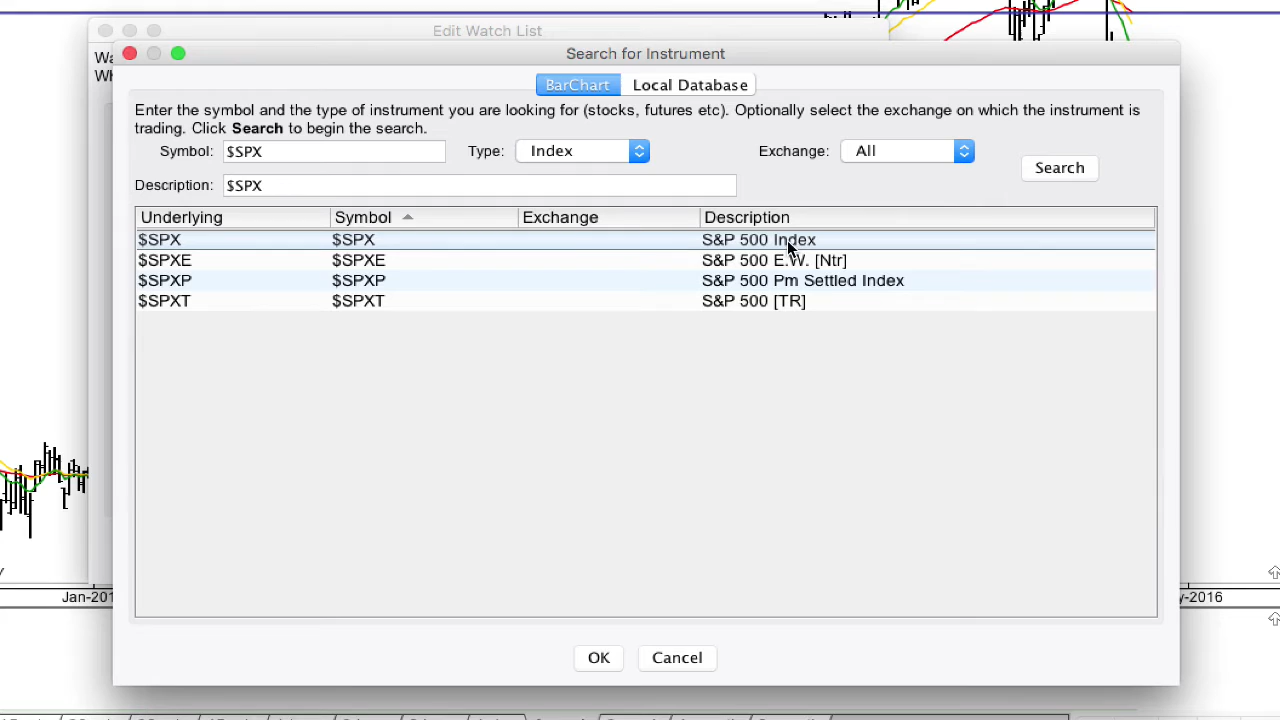 Edit Watch List
Wa
Search for Instrument
Wh
BarChart Local Database
Enter the symbol and the type of instrument you are looking for (stocks, futures etc). Optionally select the exchange on which the instrument is
trading. Click Search to begin the search.
Symbol: $SPX Type: Index Exchange: All Search
Description: $SPX
Underlying Symbol Exchange Description
$SPX $SPX S&P 500 Index
$SPXE $SPXE S&P 500 E.W. [Ntr]
$SPXP $SPXP S&P 500 Pm Settled Index
$SPXT $SPXT S&P 500 [TR]
Jan-201 y-2016
OK Cancel